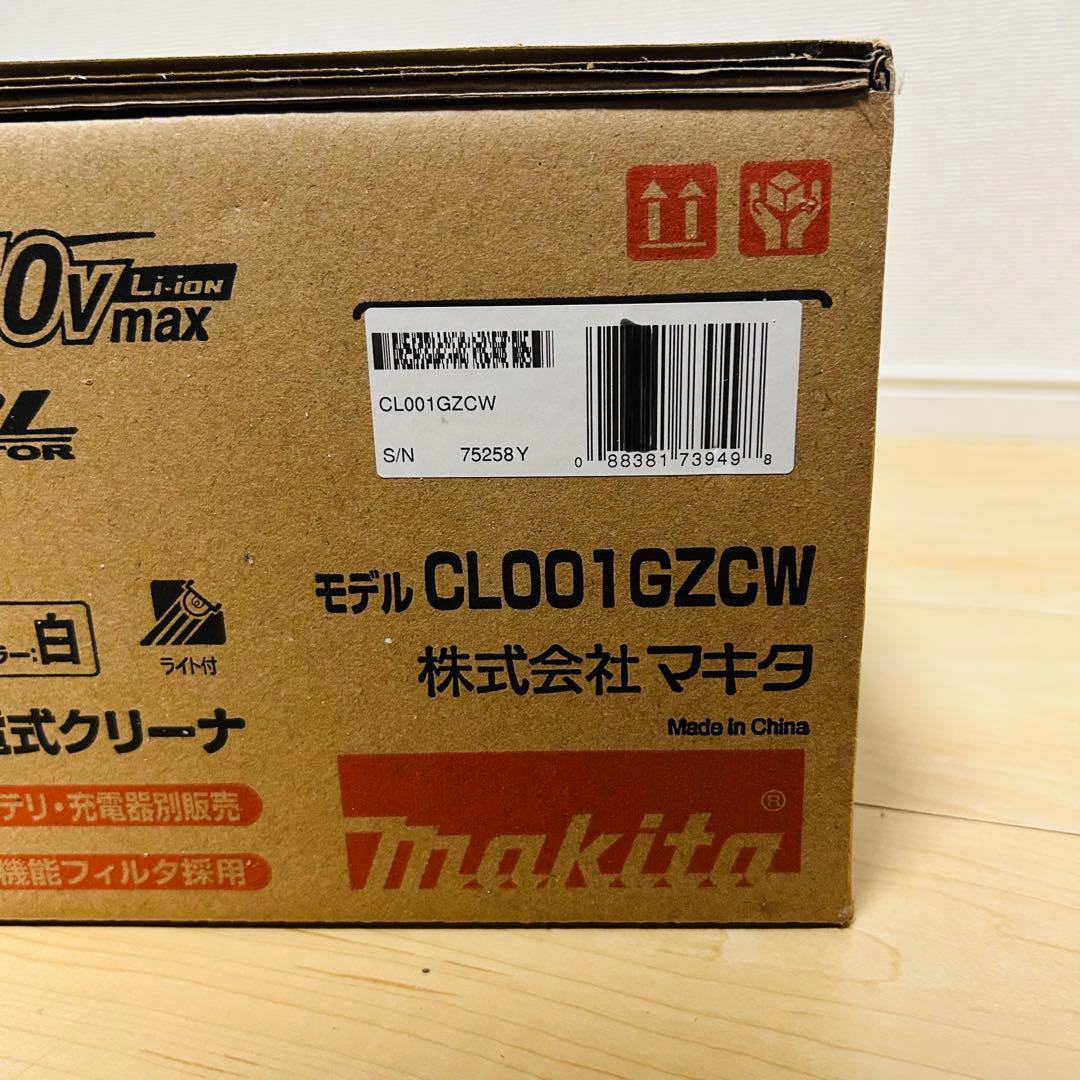 0Vmax
Li-ion
CL001GZCW
S/N 75258Y
0 88381 73949 8
モデル CL001GZCW
ラー:白
ライト付
株式会社マキタ
電式クリーナ
Made in China
テリ・充電器別販売
機能フィルタ採用
makita®